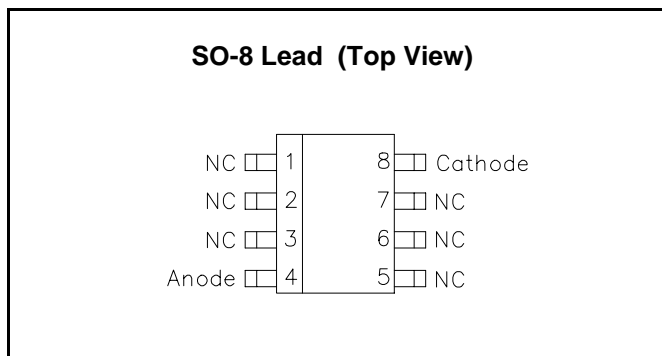 SO-8 Lead (Top View)
NC 1 8 Cathode
NC 2 7 NC
NC 3 6 NC
Anode 4 5 NC